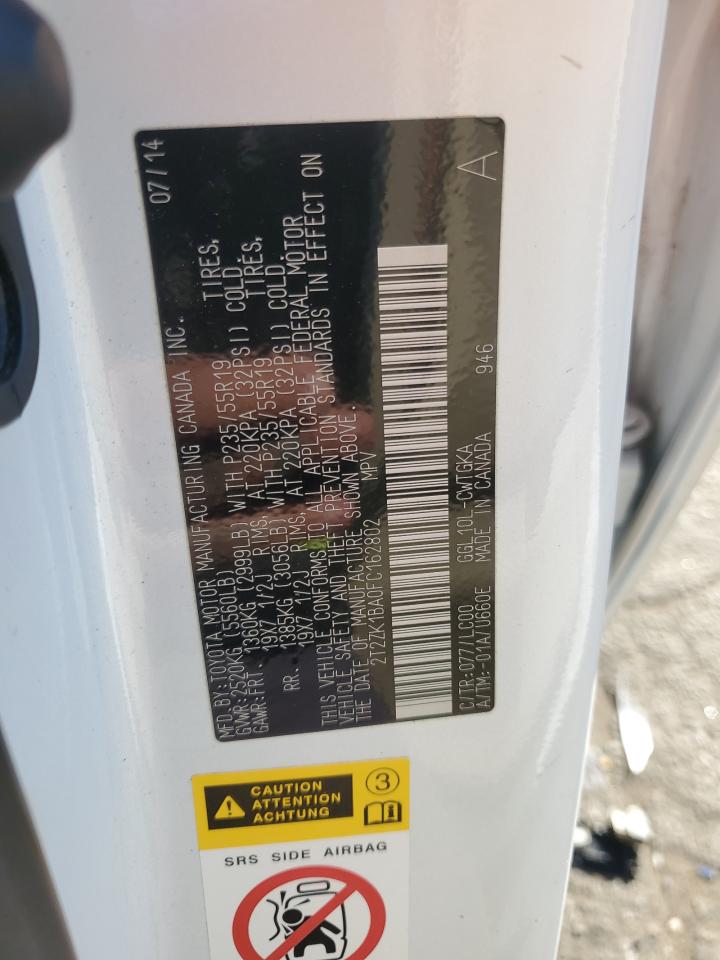 MFD. BY: TOYOTA MOTOR MANUFACTURING CANADA INC. 07/14
GVWR: 2520KG (5560LB)
GAWR: FRT 1360KG (2999LB) WITH P235/55R19 TIRES,
19X7 1/2J RIMS, AT 220KPA (32PSI) COLD
RR. 1385KG (3056LB) WITH P235/55R19 TIRES,
19X7 1/2J RIMS, AT 220KPA (32PSI) COLD.
THIS VEHICLE CONFORMS TO ALL APPLICABLE FEDERAL MOTOR
VEHICLE SAFETY AND THEFT PREVENTION STANDARDS IN EFFECT ON
THE DATE OF MANUFACTURE SHOWN ABOVE.
2T2ZK1BA0FC162802 MPV
A
C/TR: 077/LC00 GGL10L-CWTGKA
A/TM: -01A/U660E MADE IN CANADA 946
CAUTION
ATTENTION
ACHTUNG
3
SRS SIDE AIRBAG